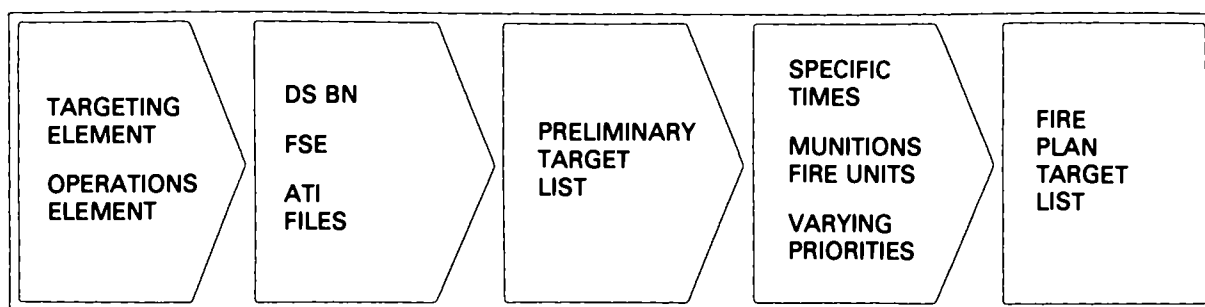 TARGETING
ELEMENT
OPERATIONS
ELEMENT
DS BN
FSE
ATI
FILES
PRELIMINARY
TARGET
LIST
SPECIFIC
TIMES
MUNITIONS
FIRE UNITS
VARYING
PRIORITIES
FIRE
PLAN
TARGET
LIST